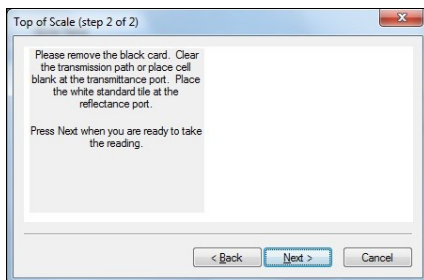 Top of Scale (step 2 of 2)
Please remove the black card. Clear
the transmission path or place cell
blank at the transmittance port. Place
the white standard tile at the
reflectance port.
Press Next when you are ready to take
the reading.
< Back
Next >
Cancel